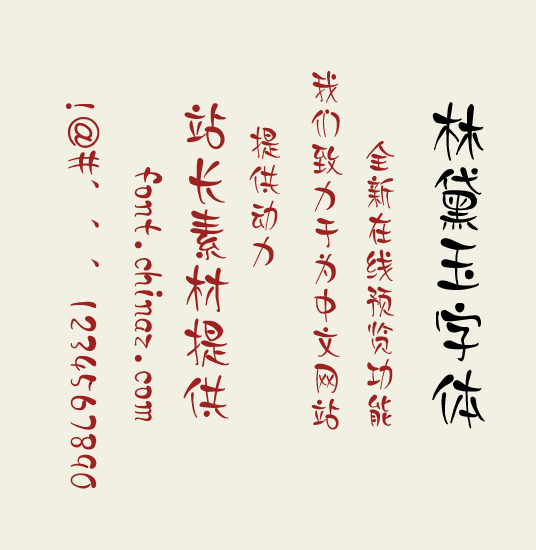 林黛玉字体
全新在线预览功能
我们致力于为中文网站
提供动力
站长素材提供
font.chinaz.com
!@#、、、1234567890